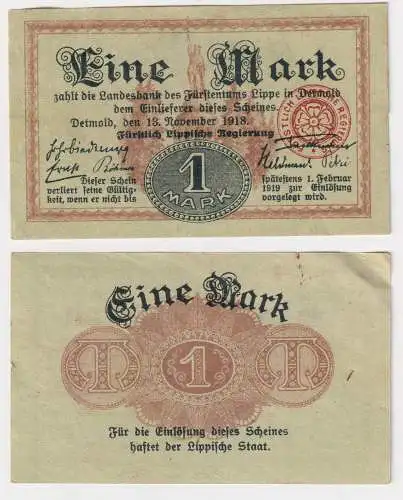 Eine Mark
zahlt die Landesbank des Fürstentums Lippe in Detmold
dem Einlieferer dieses Scheines.
Detmold, den 13. November 1918.
Fürstlich Lippische Regierung
Dieser Schein
verliert seine Gültig-
keit, wenn er nicht bis
1
MARK
spätestens 1. Februar
1919 zur Einlösung
vorgelegt wird.
Eine Mark
1
Für die Einlösung dieses Scheines
haftet der Lippische Staat.